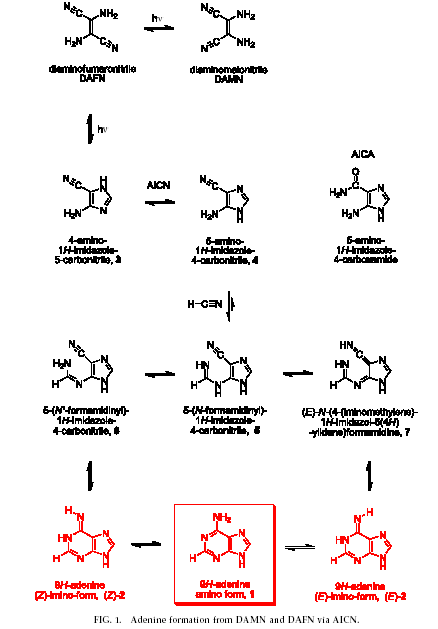 hν
diaminofumaronitrile
DAFN
diaminomaleonitrile
DAMN
hν
AICN
AICA
4-amino-
1H-imidazole-
5-carbonitrile, 3
5-amino-
1H-imidazole-
4-carbonitrile, 4
5-amino-
1H-imidazole-
4-carboxamide
H-C≡N
5-(N'-formamidinyl)-
1H-imidazole-
4-carbonitrile, 6
5-(N-formamidinyl)-
1H-imidazole-
4-carbonitrile, 5
(E)-N-(4-(iminomethylene)-
1H-imidazol-5(4H)
-ylidene)formamidine, 7
9H-adenine
(Z)-imino-form, (Z)-2
9H-adenine
amino form, 1
9H-adenine
(E)-imino-form, (E)-2
FIG. 1. Adenine formation from DAMN and DAFN via AICN.